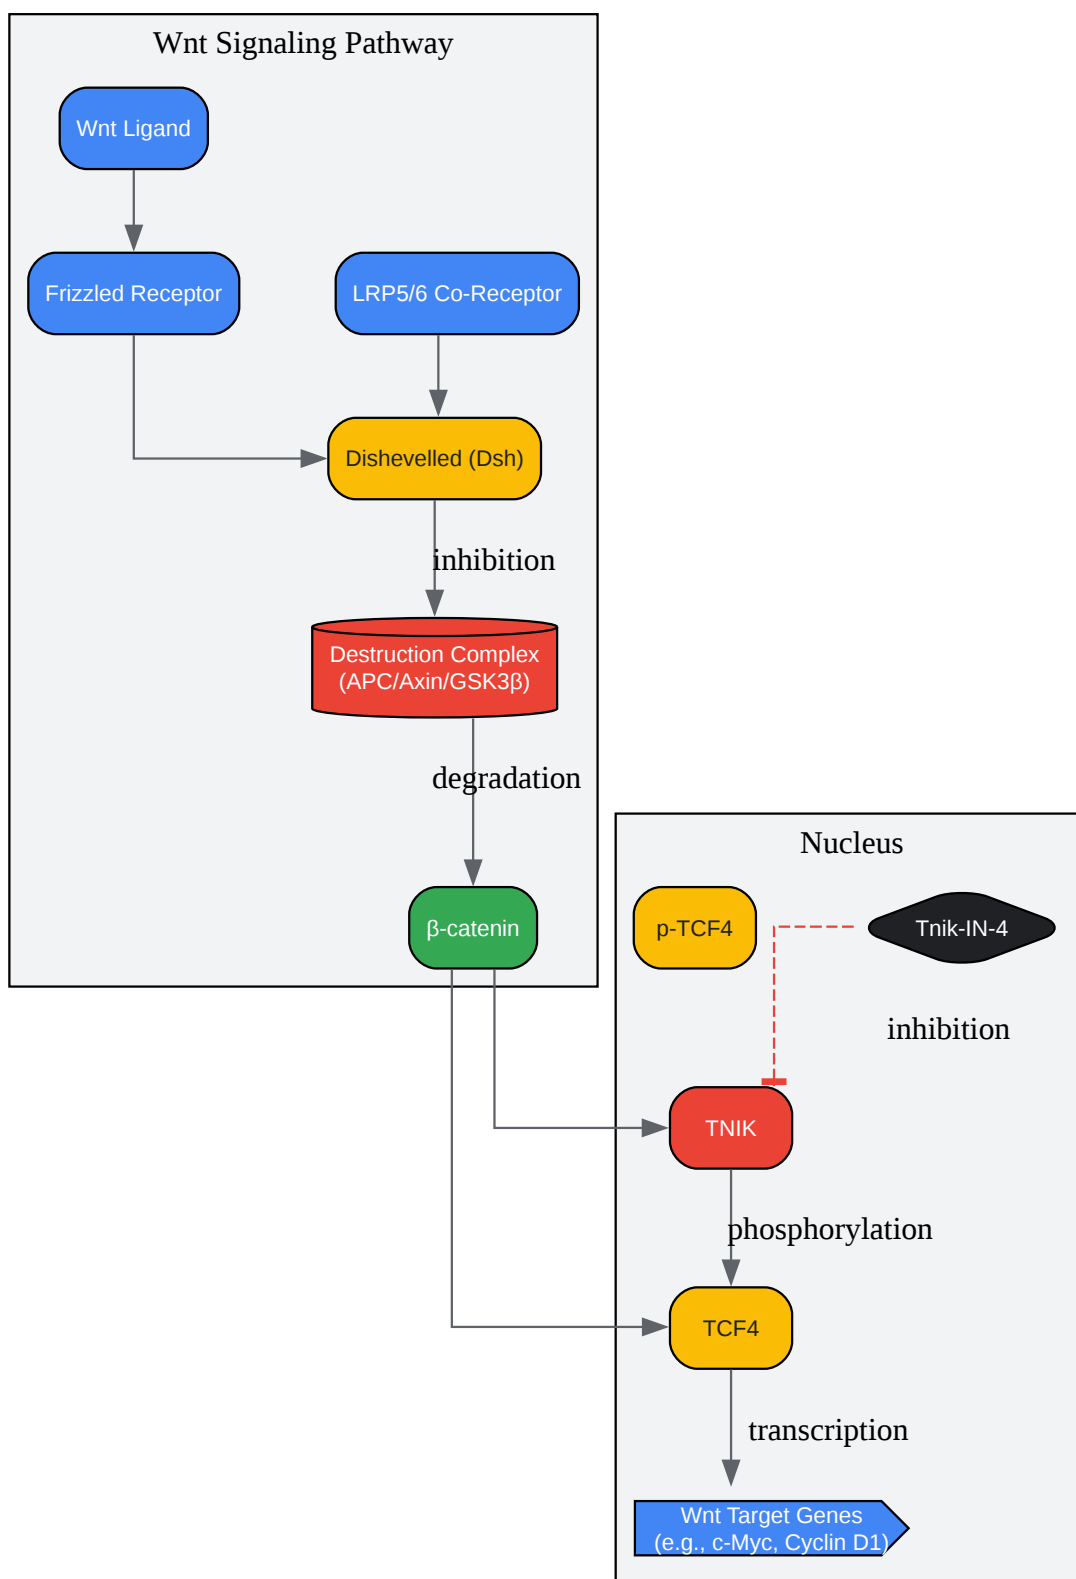 Wnt Signaling Pathway
Wnt Ligand
Frizzled Receptor
LRP5/6 Co-Receptor
Dishevelled (Dsh)
inhibition
Destruction Complex
(APC/Axin/GSK3β)
degradation
β-catenin
Nucleus
p-TCF4
Tnik-IN-4
inhibition
TNIK
phosphorylation
TCF4
transcription
Wnt Target Genes
(e.g., c-Myc, Cyclin D1)